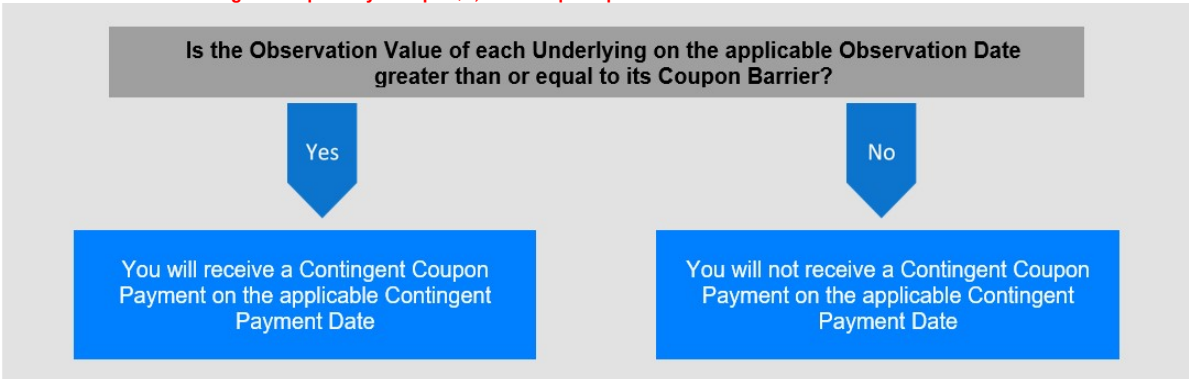 Is the Observation Value of each Underlying on the applicable Observation Date
greater than or equal to its Coupon Barrier?
Yes
No
You will receive a Contingent Coupon
Payment on the applicable Contingent
Payment Date
You will not receive a Contingent Coupon
Payment on the applicable Contingent
Payment Date